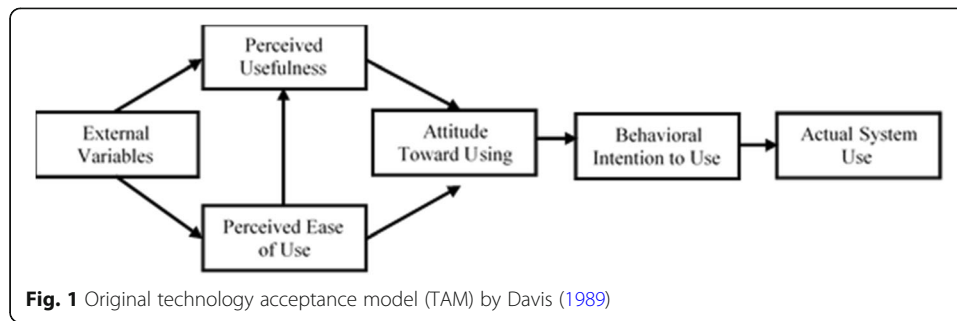 Perceived
Usefulness
External
Variables
Attitude
Toward Using
Behavioral
Intention to Use
Actual System
Use
Perceived Ease
of Use
Fig. 1 Original technology acceptance model (TAM) by Davis (1989)